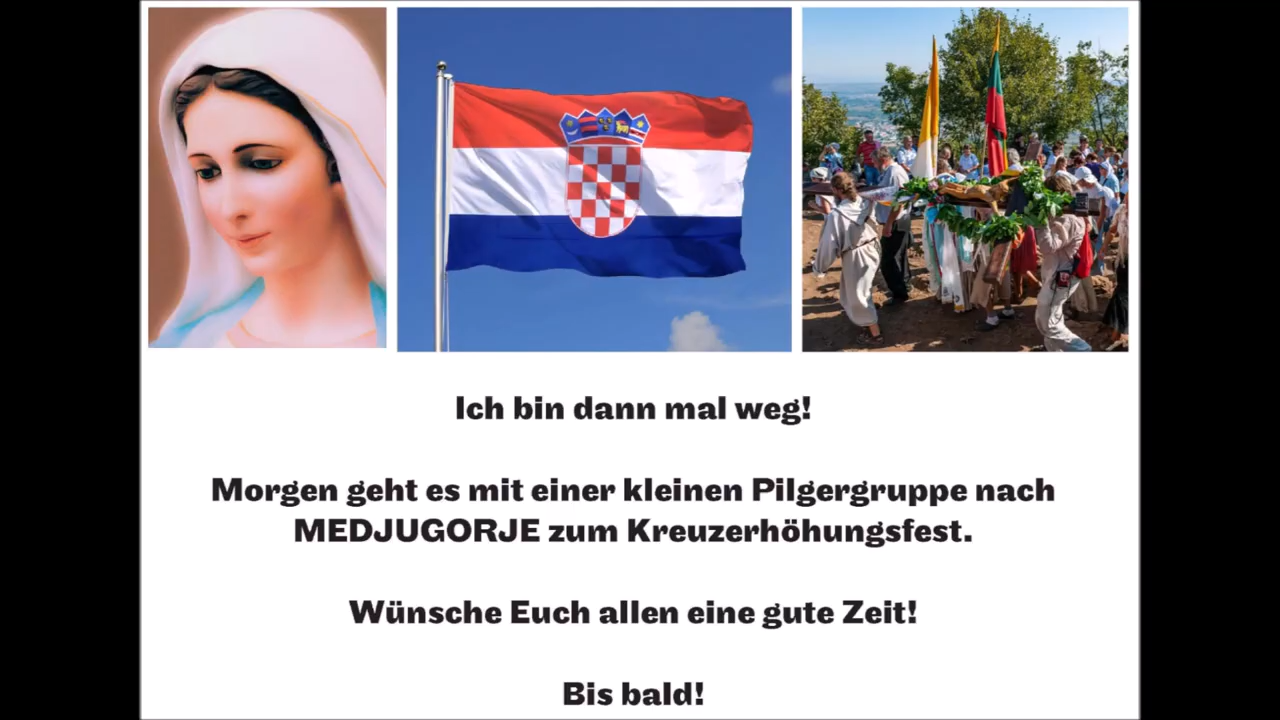 Ich bin dann mal weg!
Morgen geht es mit einer kleinen Pilgergruppe nach
MEDJUGORJE zum Kreuzerhöhungsfest.
Wünsche Euch allen eine gute Zeit!
Bis bald!